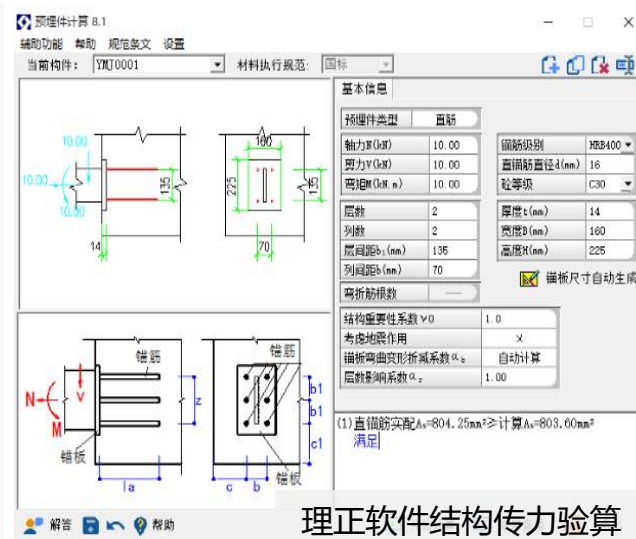 预埋件计算 8.1
辅助功能 帮助 规范条文 设置
当前构件： YMJ0001 材料执行规范： 国标
基本信息
预埋件类型 直筋
轴力N(kN) 10.00 锚筋级别 HRB400
剪力V(kN) 10.00 直锚筋直径d(mm) 16
弯矩M(kN.m) 10.00 砼等级 C30
层数 2 厚度t(mm) 14
列数 2 宽度B(mm) 160
层间距b₁(mm) 135 高度H(mm) 225
列间距b(mm) 70
锚板尺寸自动生成
弯折筋根数 —
结构重要性系数γ0 1.0
考虑地震作用 ×
锚板弯曲变形折减系数αb 自动计算
层数影响系数αr 1.00
10.00
10.00
10.00
135
14
160
225
135
70
锚筋
锚筋
N
V
M
z
b1
b1
c1
锚板
锚板
la
c
b
(1)直锚筋实配As=804.25mm²≥计算As=803.60mm²
满足
解答 帮助
理正软件结构传力验算